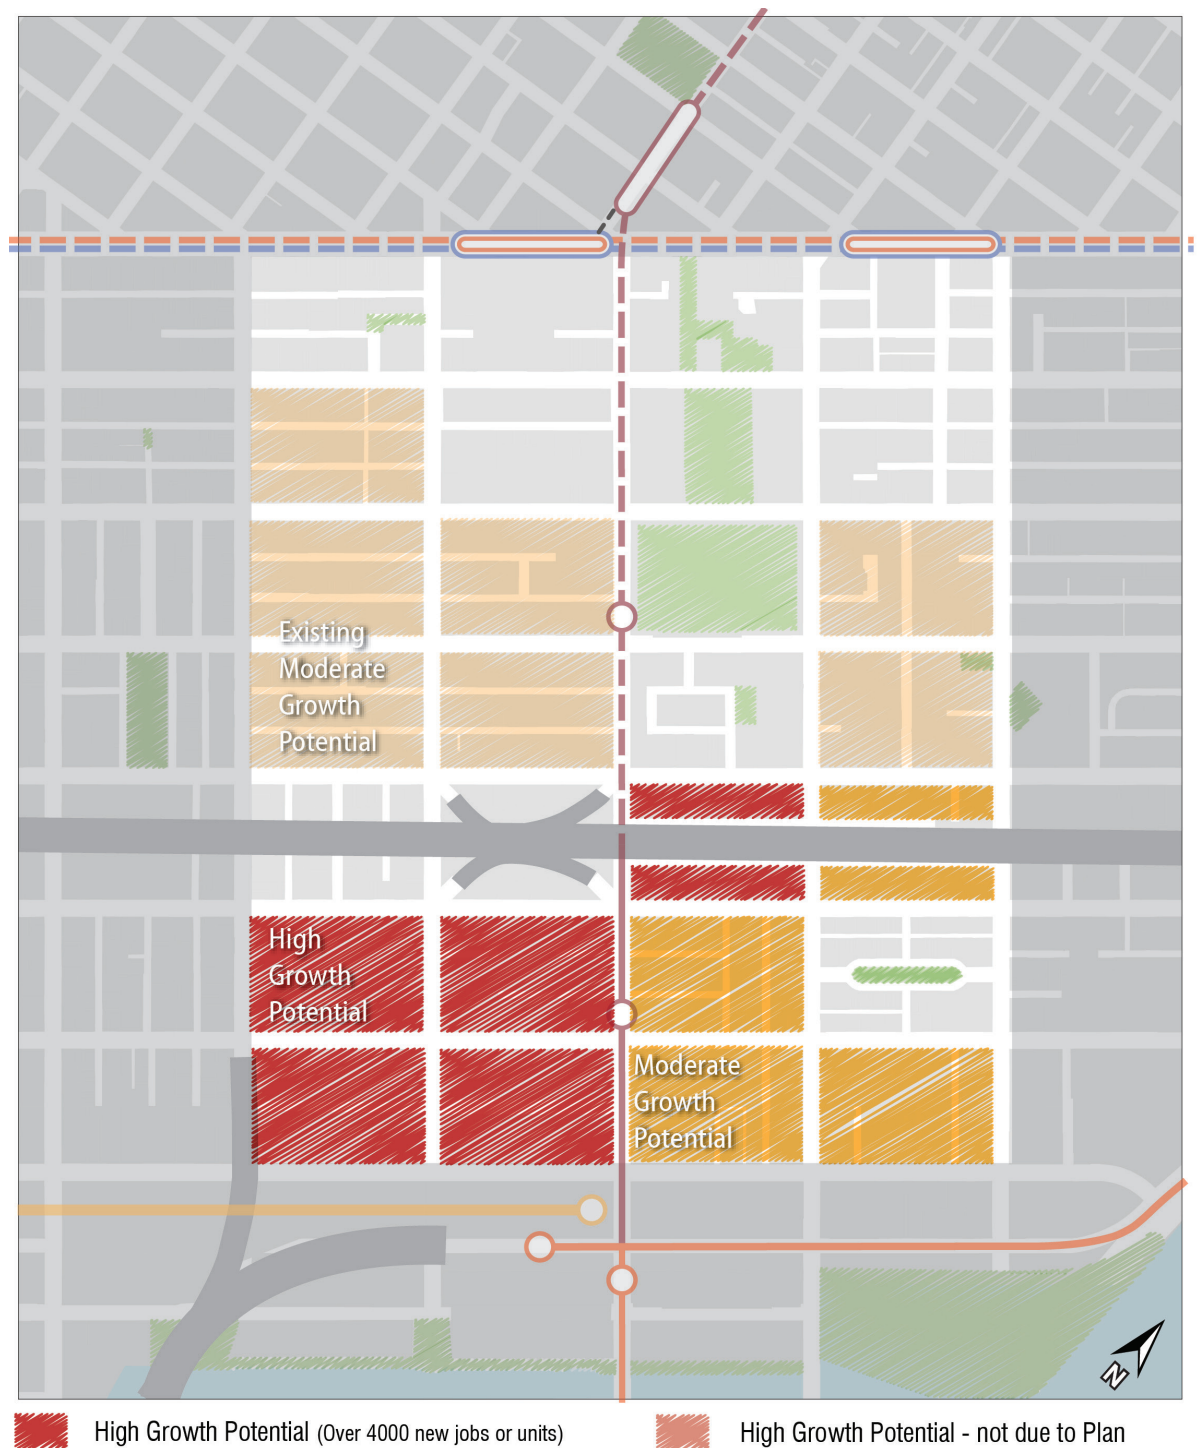 Existing
Moderate
Growth
Potential
High
Growth
Potential
Moderate
Growth
Potential
N
High Growth Potential (Over 4000 new jobs or units)
High Growth Potential - not due to Plan